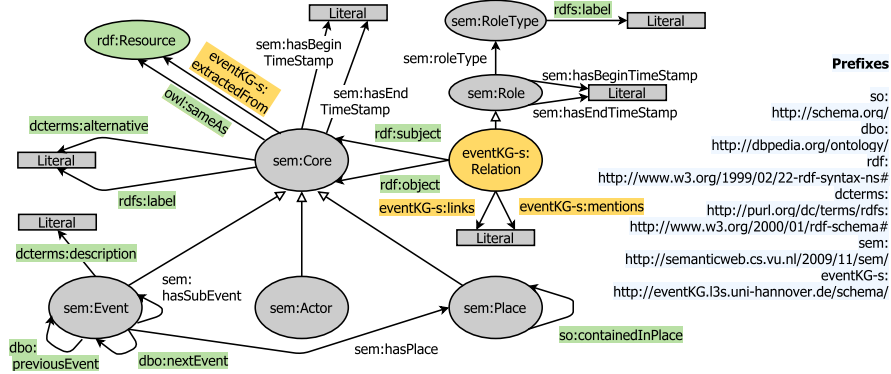 rdf:Resource
Literal
sem:RoleType
rdfs:label
Literal
eventKG-s:
extractedFrom
owl:sameAs
sem:hasBegin
TimeStamp
sem:hasEnd
TimeStamp
sem:roleType
sem:Role
sem:hasBeginTimeStamp
Literal
sem:hasEndTimeStamp
dcterms:alternative
Literal
rdfs:label
sem:Core
rdf:subject
rdf:object
eventKG-s:
Relation
eventKG-s:links
eventKG-s:mentions
Literal
Literal
dcterms:description
sem:Event
sem:
hasSubEvent
sem:Actor
sem:Place
so:containedInPlace
dbo:
previousEvent
dbo:nextEvent
sem:hasPlace
Prefixes
so:
http://schema.org/
dbo:
http://dbpedia.org/ontology/
rdf:
http://www.w3.org/1999/02/22-rdf-syntax-ns#
dcterms:
http://purl.org/dc/terms/rdfs:
http://www.w3.org/2000/01/rdf-schema#
sem:
http://semanticweb.cs.vu.nl/2009/11/sem/
eventKG-s:
http://eventKG.l3s.uni-hannover.de/schema/